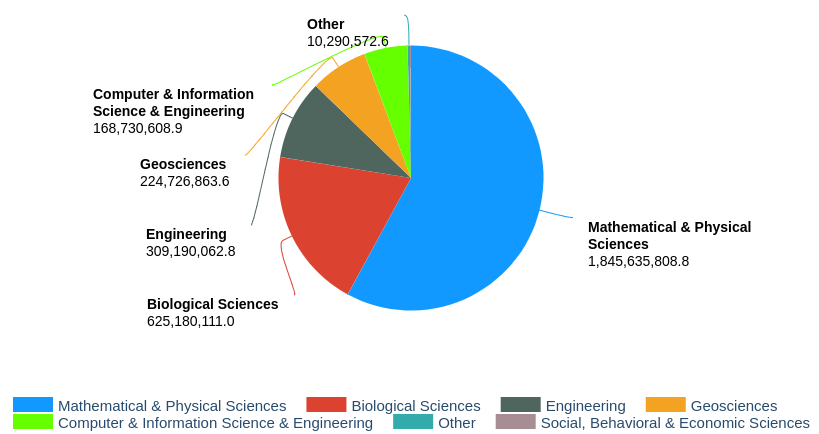 Other
10,290,572.6
Computer & Information
Science & Engineering
168,730,608.9
Geosciences
224,726,863.6
Engineering
309,190,062.8
Biological Sciences
625,180,111.0
Mathematical & Physical
Sciences
1,845,635,808.8
Mathematical & Physical Sciences Biological Sciences Engineering Geosciences
Computer & Information Science & Engineering Other Social, Behavioral & Economic Sciences